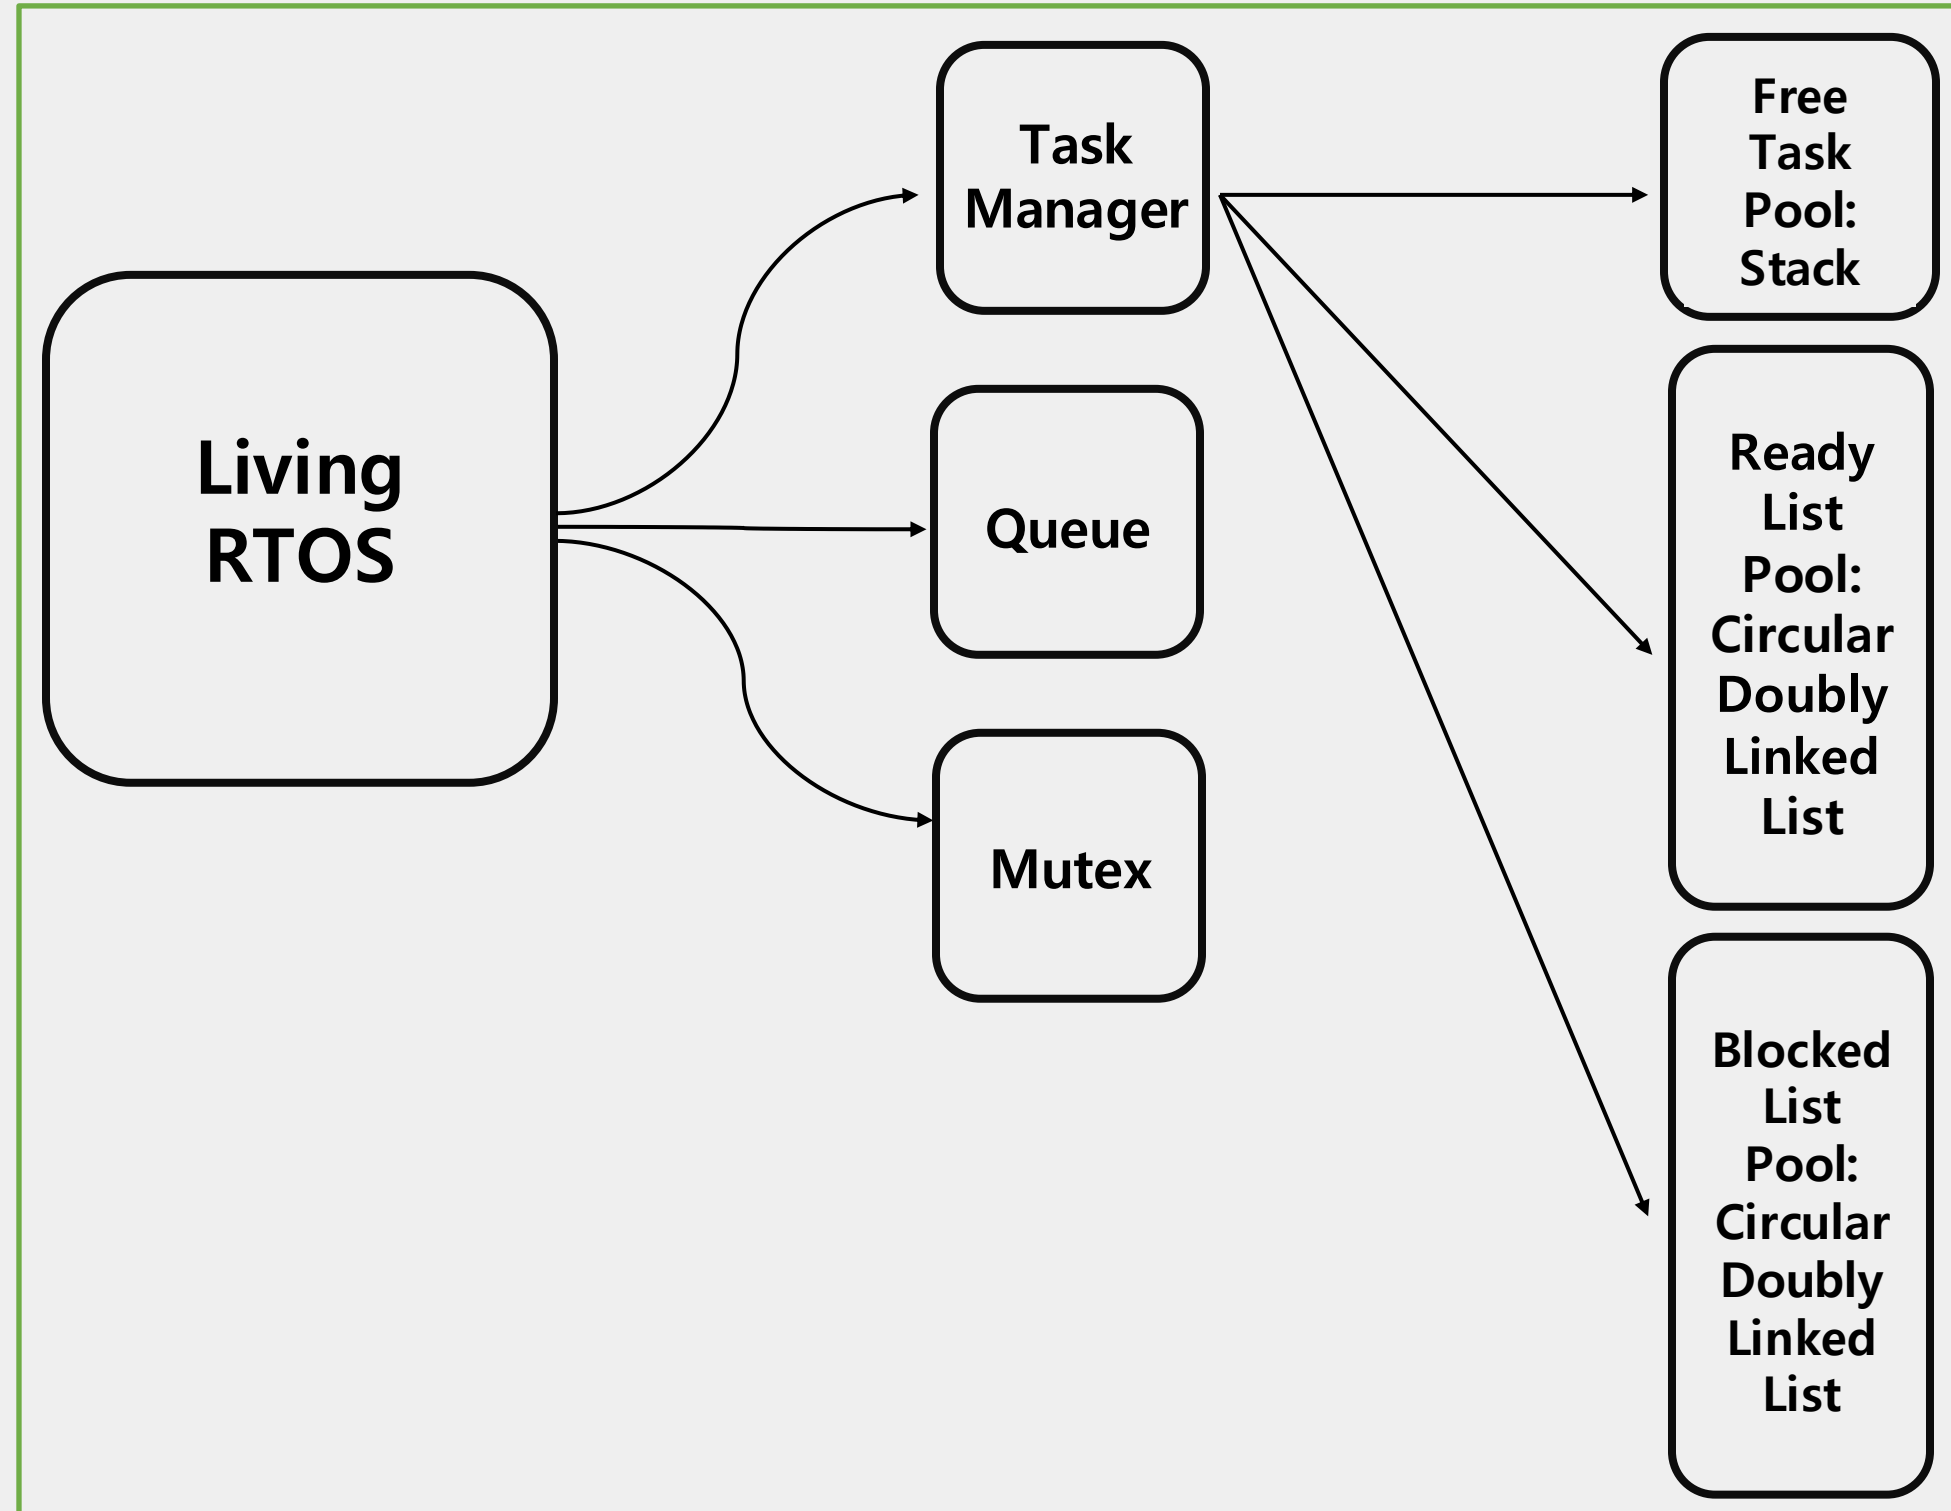 Living
RTOS
Task
Manager
Queue
Mutex
Free
Task
Pool:
Stack
Ready
List
Pool:
Circular
Doubly
Linked
List
Blocked
List
Pool:
Circular
Doubly
Linked
List